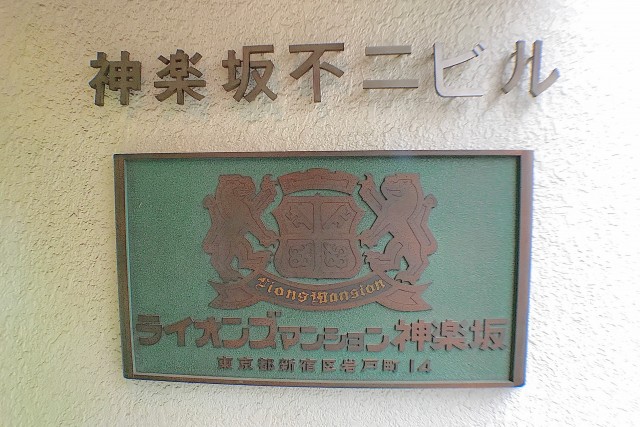 神楽坂不二ビル
Lions Mansion
ライオンズマンション神楽坂
東京都新宿区岩戸町14